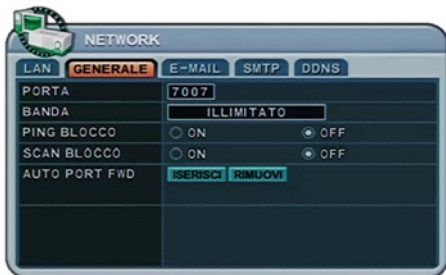 NETWORK
LAN GENERALE E-MAIL SMTP DDNS
PORTA 7007
BANDA ILLIMITATO
PING BLOCCO ON OFF
SCAN BLOCCO ON OFF
AUTO PORT FWD ISERISCI RIMUOVI